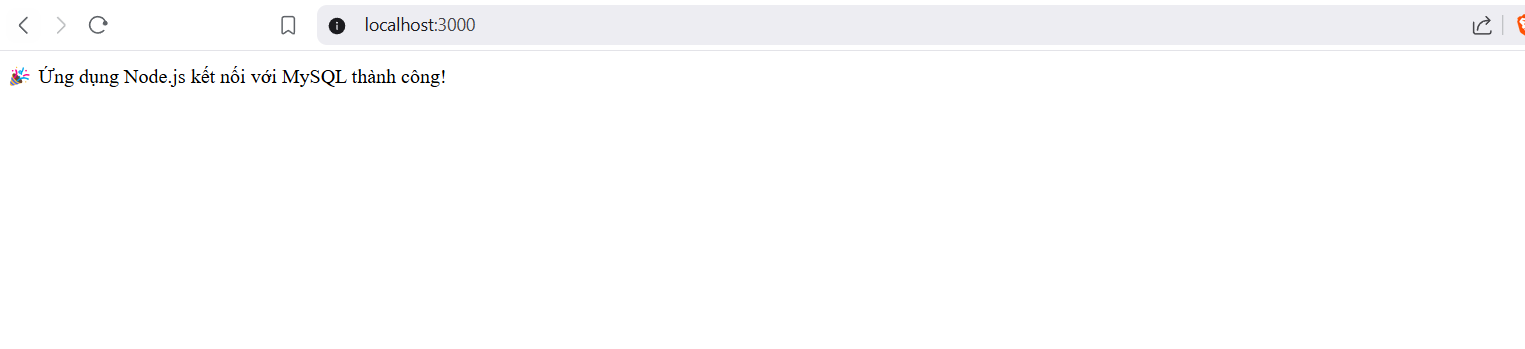 localhost:3000
🎉 Ứng dụng Node.js kết nối với MySQL thành công!